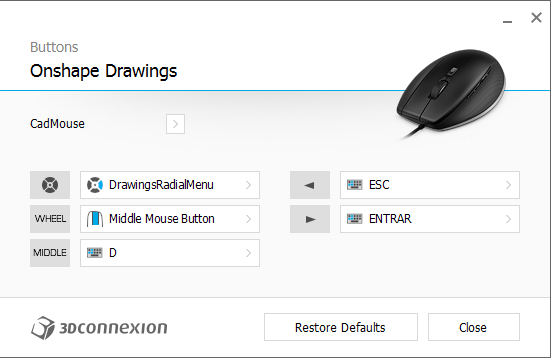 Buttons
Onshape Drawings
CadMouse
DrawingsRadialMenu
WHEEL
Middle Mouse Button
MIDDLE
D
ESC
ENTRAR
3DCONNEXION
Restore Defaults
Close